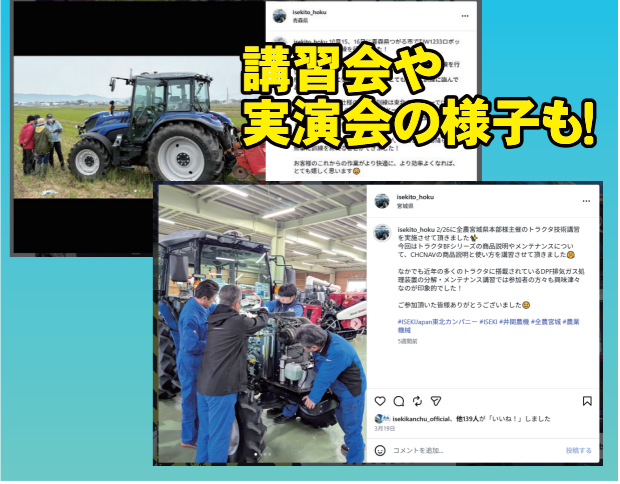 isekito_hoku
青森県
講習会や
実演会の様子も!
お客様のこれからの作業がより快適に、より効率よくなれば、
とても嬉しく思います😊
isekito_hoku
宮城県
isekito_hoku 2/26に全農宮城県本部様主催のトラクタ技術講習
を実施させて頂きました
今回はトラクタBFシリーズの商品説明やメンテナンスについ
て、CHCNAVの商品説明と使い方を講習させて頂きました😊
なかでも近年の多くのトラクタに搭載されているDPF排気ガス処
理装置の分解・メンテナンス講習では参加者の方々も興味津々
なのが印象的でした！
ご参加頂いた皆様ありがとうございました😊
#ISEKIJapan東北カンパニー #ISEKI #井関農機 #全農宮城 #農業
機械
5週間前
isekikanchu_official、他139人が「いいね！」しました
3月19日
コメントを追加...
投稿する